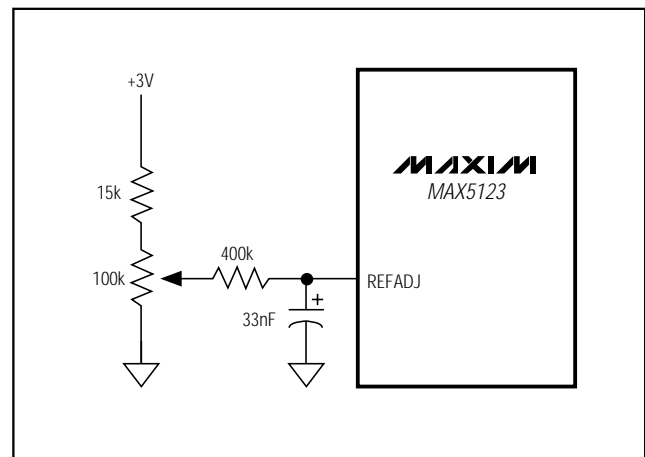 +3V
MAXIM
MAX5123
15k
400k
100k
REFADJ
+
33nF